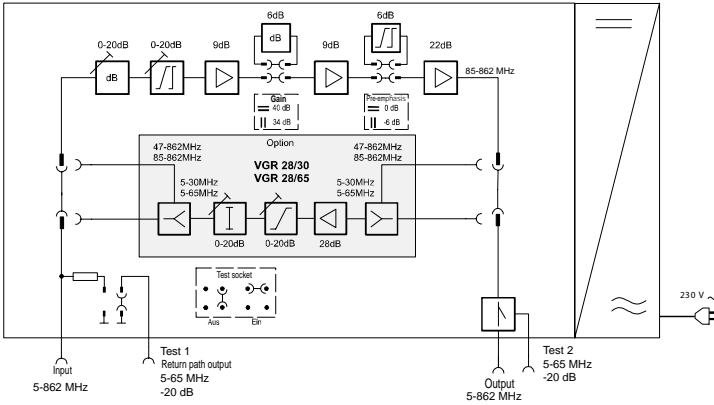 6dB
6dB
0-20dB
0-20dB
9dB
dB
9dB
22dB
dB
85-862 MHz
Gain
= 40 dB
|| 34 dB
Pre-emphasis
= 0 dB
|| -6 dB
Option
47-862MHz
85-862MHz
VGR 28/30
VGR 28/65
47-862MHz
85-862MHz
5-30MHz
5-65MHz
5-30MHz
5-65MHz
0-20dB
0-20dB
28dB
Test socket
Aus
Ein
230 V ~
Input
5-862 MHz
Test 1
Return path output
5-65 MHz
-20 dB
Output
5-862 MHz
Test 2
5-65 MHz
-20 dB